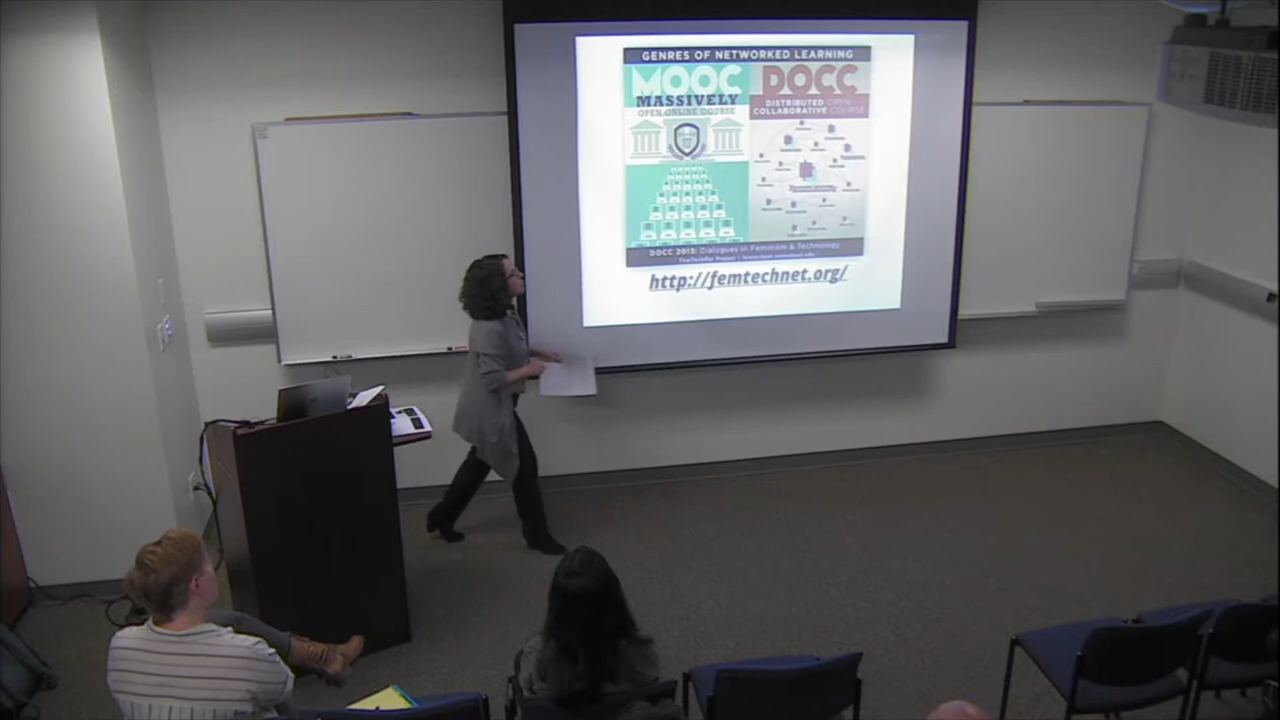 GENRES OF NETWORKED LEARNING
MOOC
MASSIVELY
OPEN ONLINE COURSE
DOCC
DISTRIBUTED OPEN
COLLABORATIVE COURSE
DOCC 2013: Dialogues in Feminism & Technology
http://femtechnet.org/